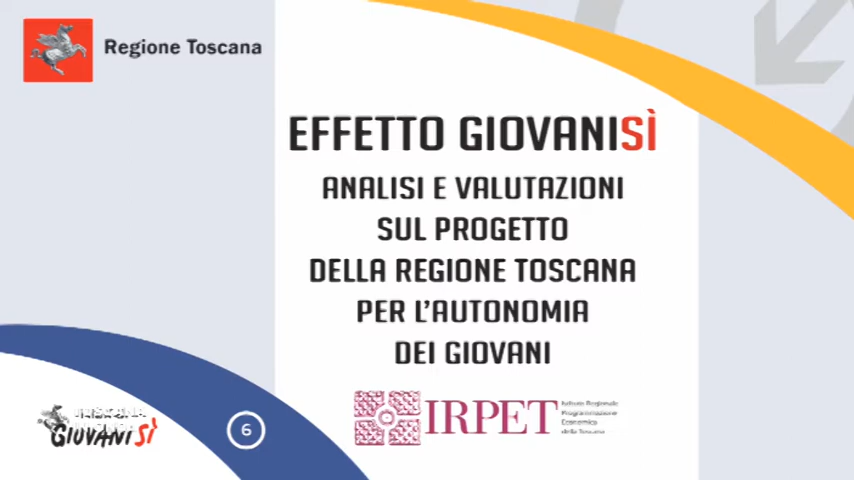 Regione Toscana
EFFETTO GIOVANISÌ
ANALISI E VALUTAZIONI
SUL PROGETTO
DELLA REGIONE TOSCANA
PER L'AUTONOMIA
DEI GIOVANI
IRPET
Istituto Regionale
Programmazione
Economica
della Toscana
GIOVANISÌ
6